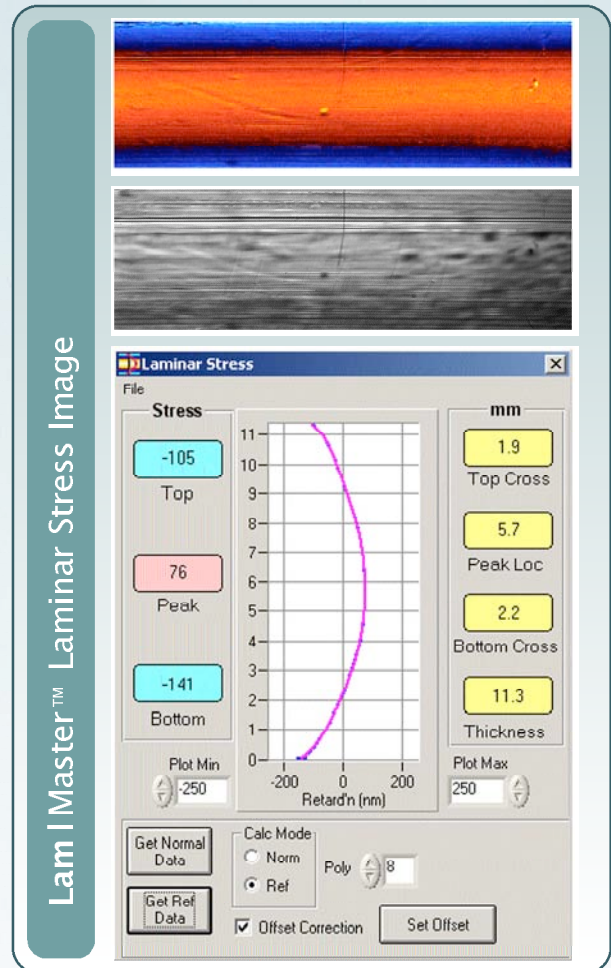 Lam I Master™ Laminar Stress Image
Laminar Stress
File
Stress
-105
Top
76
Peak
-141
Bottom
11
10
9
8
7
6
5
4
3
2
1
0
-200 0 200
Retard'n (nm)
mm
1.9
Top Cross
5.7
Peak Loc
2.2
Bottom Cross
11.3
Thickness
Plot Min
-250
Plot Max
250
Get Normal
Data
Get Ref
Data
Calc Mode
Norm
Ref
Poly 8
Offset Correction
Set Offset